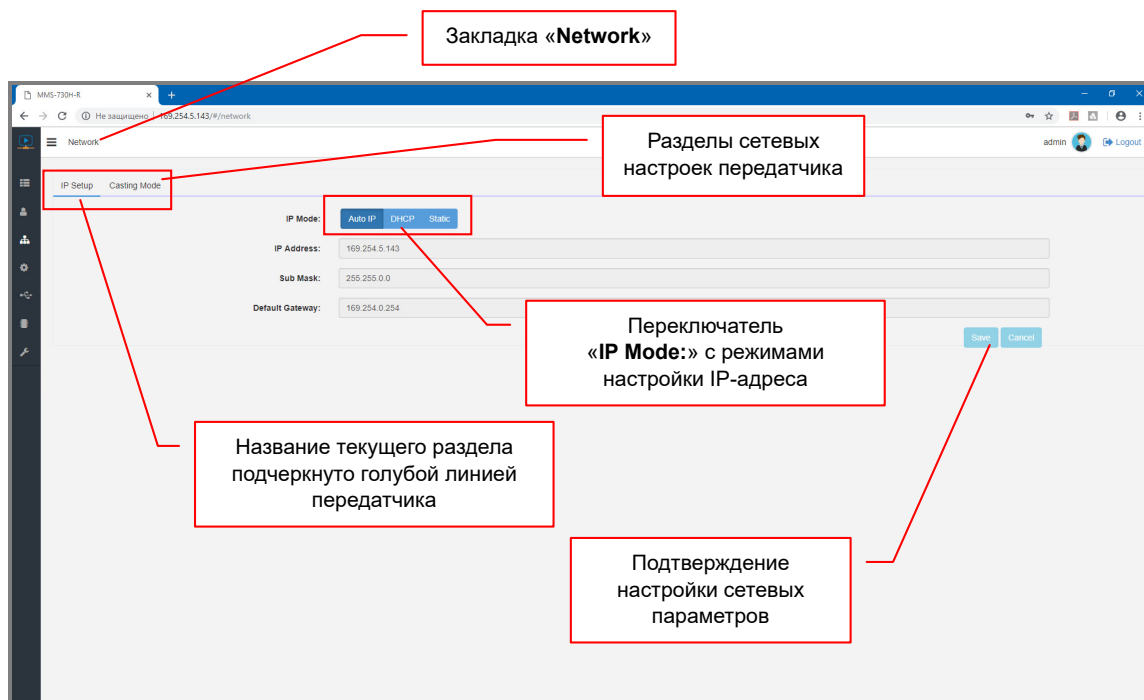 Закладка «Network»
MMS-730H-R × +
Не защищено | 169.254.5.143/#/network
Network
admin Logout
Разделы сетевых
настроек передатчика
IP Setup Casting Mode
IP Mode: Auto IP DHCP Static
IP Address: 169.254.5.143
Sub Mask: 255.255.0.0
Default Gateway: 169.254.0.254
Save Cancel
Переключатель
«IP Mode:» с режимами
настройки IP-адреса
Название текущего раздела
подчеркнуто голубой линией
передатчика
Подтверждение
настройки сетевых
параметров